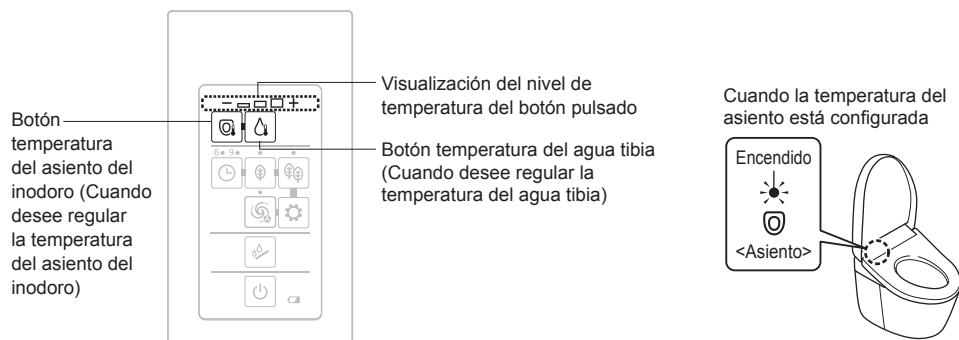 Botón
temperatura
del asiento del
inodoro (Cuando
desee regular
la temperatura
del asiento del
inodoro)
− +
6 9
Visualización del nivel de
temperatura del botón pulsado
Botón temperatura del agua tibia
(Cuando desee regular la
temperatura del agua tibia)
Cuando la temperatura del
asiento está configurada
Encendido
<Asiento>